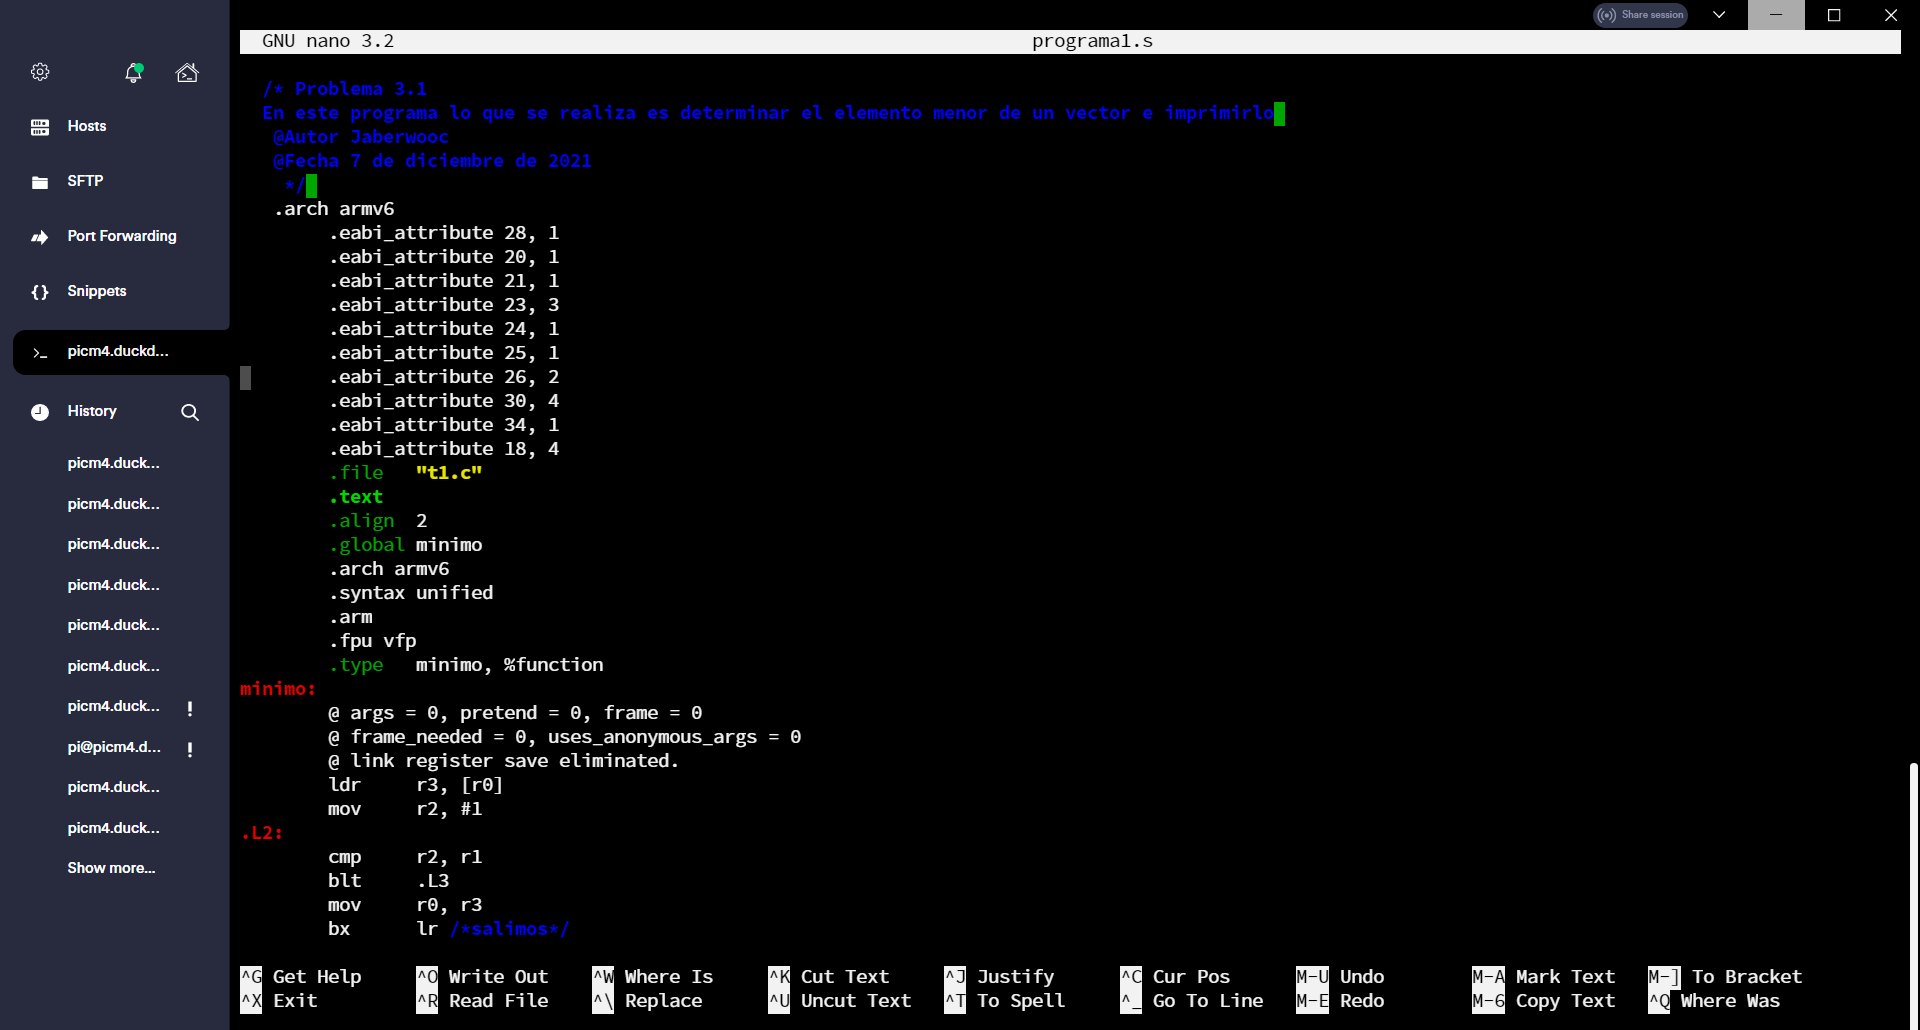 Share session
GNU nano 3.2 programa1.s
Hosts
SFTP
Port Forwarding
Snippets
picm4.duckd...
History
picm4.duck...
picm4.duck...
picm4.duck...
picm4.duck...
picm4.duck...
picm4.duck...
picm4.duck... !
pi@picm4.d... !
picm4.duck...
picm4.duck...
Show more...
/* Problema 3.1
En este programa lo que se realiza es determinar el elemento menor de un vector e imprimirlo
@Autor Jaberwooc
@Fecha 7 de diciembre de 2021
*/
.arch armv6
.eabi_attribute 28, 1
.eabi_attribute 20, 1
.eabi_attribute 21, 1
.eabi_attribute 23, 3
.eabi_attribute 24, 1
.eabi_attribute 25, 1
.eabi_attribute 26, 2
.eabi_attribute 30, 4
.eabi_attribute 34, 1
.eabi_attribute 18, 4
.file "t1.c"
.text
.align 2
.global minimo
.arch armv6
.syntax unified
.arm
.fpu vfp
.type minimo, %function
minimo:
@ args = 0, pretend = 0, frame = 0
@ frame_needed = 0, uses_anonymous_args = 0
@ link register save eliminated.
ldr r3, [r0]
mov r2, #1
.L2:
cmp r2, r1
blt .L3
mov r0, r3
bx lr /*salimos*/
^G Get Help ^O Write Out ^W Where Is ^K Cut Text ^J Justify ^C Cur Pos M-U Undo M-A Mark Text M-] To Bracket
^X Exit ^R Read File ^\ Replace ^U Uncut Text ^T To Spell ^_ Go To Line M-E Redo M-6 Copy Text ^Q Where Was